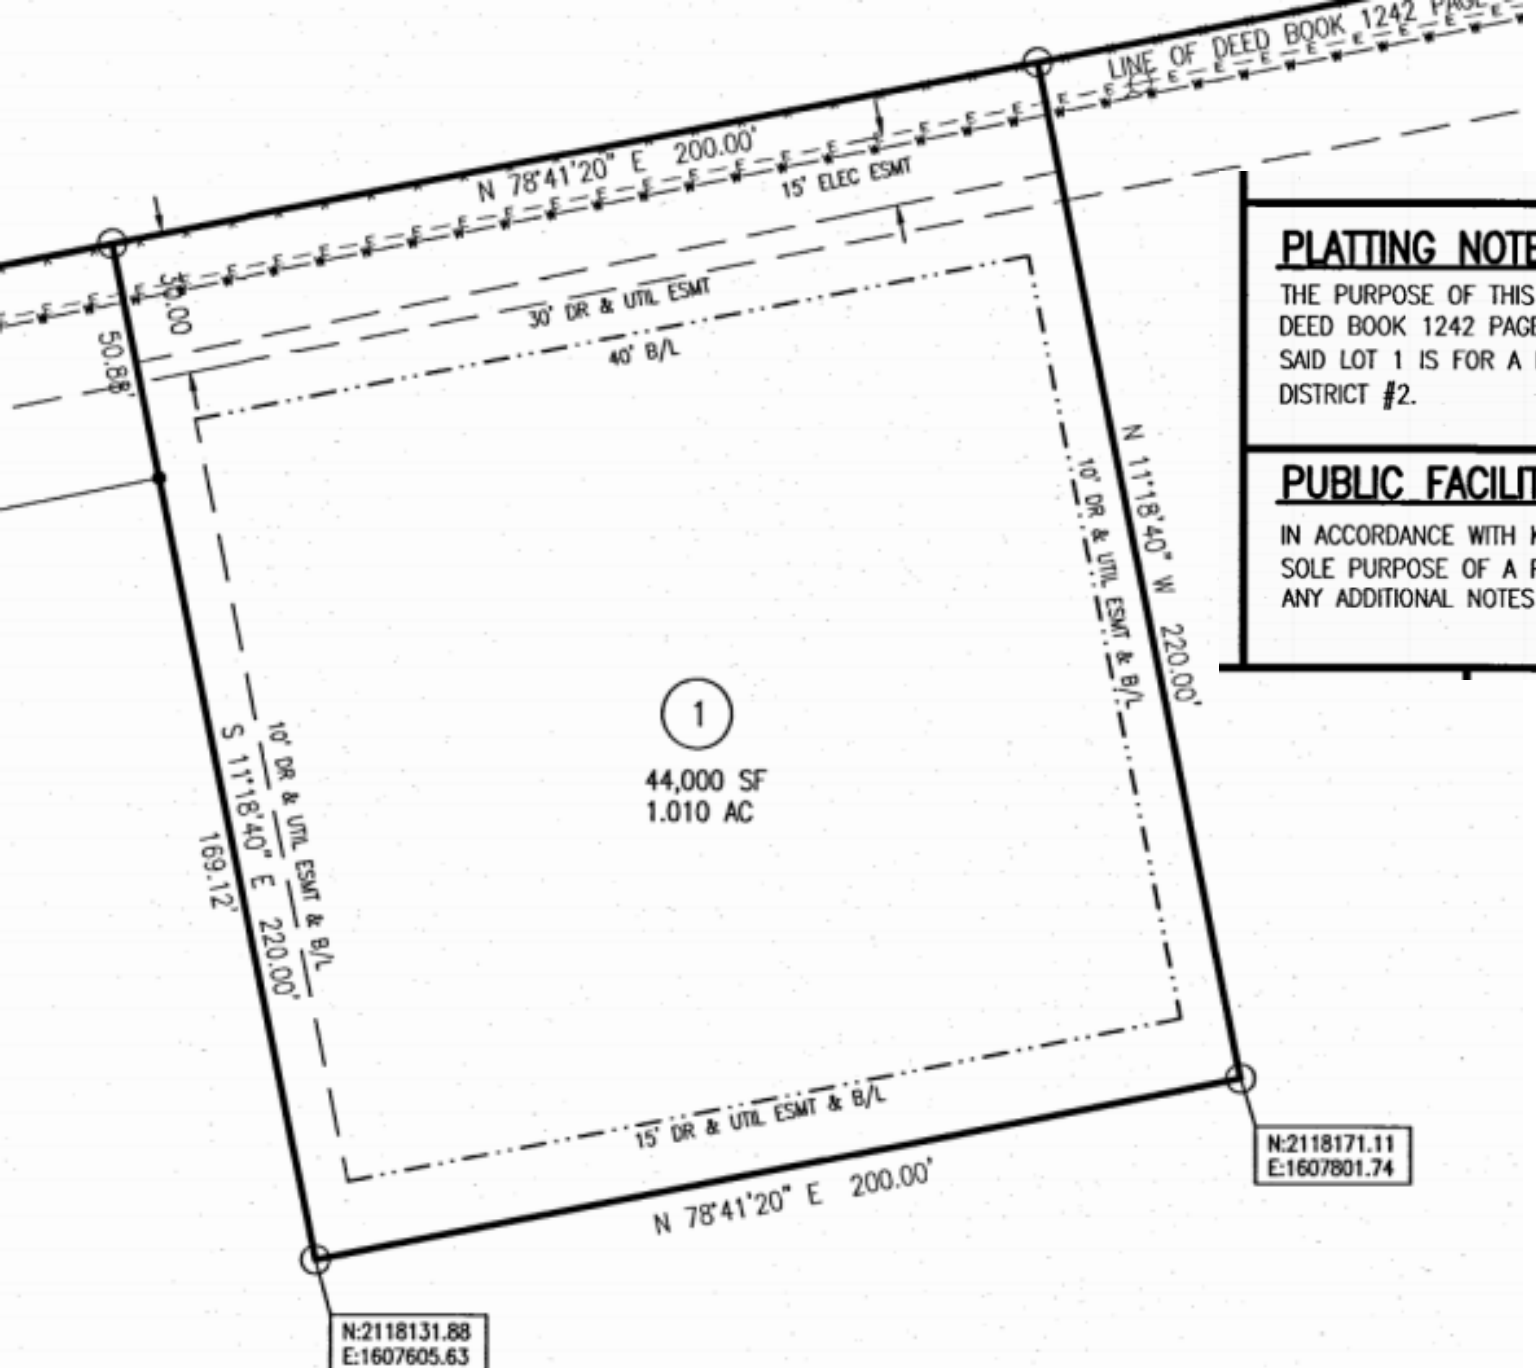 LINE OF DEED BOOK 1242 PAGE
N 78°41'20" E 200.00'
15' ELEC ESMT
30.00
50.88'
30' DR & UTIL ESMT
40' B/L
N 11°18'40" W 220.00'
10' DR & UTIL ESMT & B/L
1
44,000 SF
1.010 AC
10' DR & UTIL ESMT & B/L
S 11°18'40" E 220.00'
169.12'
15' DR & UTIL ESMT & B/L
N 78°41'20" E 200.00'
N:2118171.11
E:1607801.74
N:2118131.88
E:1607605.63
PLATTING NOTE
THE PURPOSE OF THIS
DEED BOOK 1242 PAGE
SAID LOT 1 IS FOR A
DISTRICT #2.
PUBLIC FACILIT
IN ACCORDANCE WITH K
SOLE PURPOSE OF A
ANY ADDITIONAL NOTES